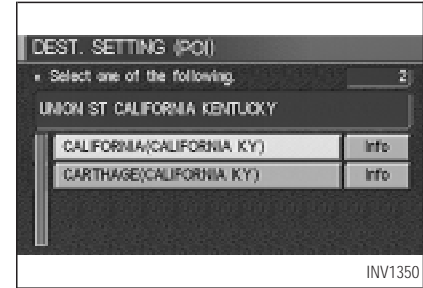 DEST. SETTING (POI)
Select one of the following. 2
UNION ST CALIFORNIA KENTUCKY
CALIFORNIA(CALIFORNIA KY) Info
CARTHAGE(CALIFORNIA KY) Info
INV1350